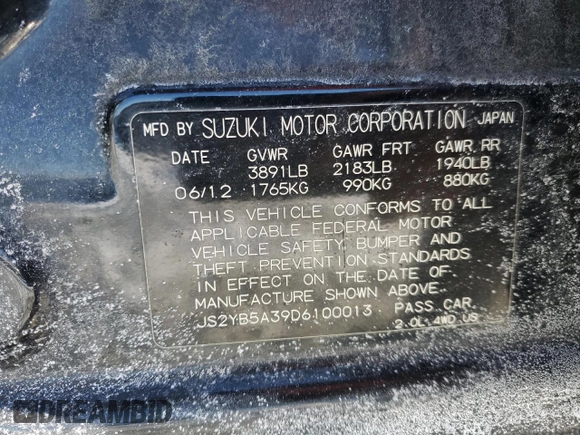 MFD BY SUZUKI MOTOR CORPORATION JAPAN
DATE GVWR GAWR FRT GAWR RR
3891LB 2183LB 1940LB
06/12 1765KG 990KG 880KG
THIS VEHICLE CONFORMS TO ALL
APPLICABLE FEDERAL MOTOR
VEHICLE SAFETY, BUMPER AND
THEFT PREVENTION STANDARDS
IN EFFECT ON THE DATE OF
MANUFACTURE SHOWN ABOVE.
JS2YB5A39D6100013 PASS CAR
2.0L, 4WD, US
DREAMBID